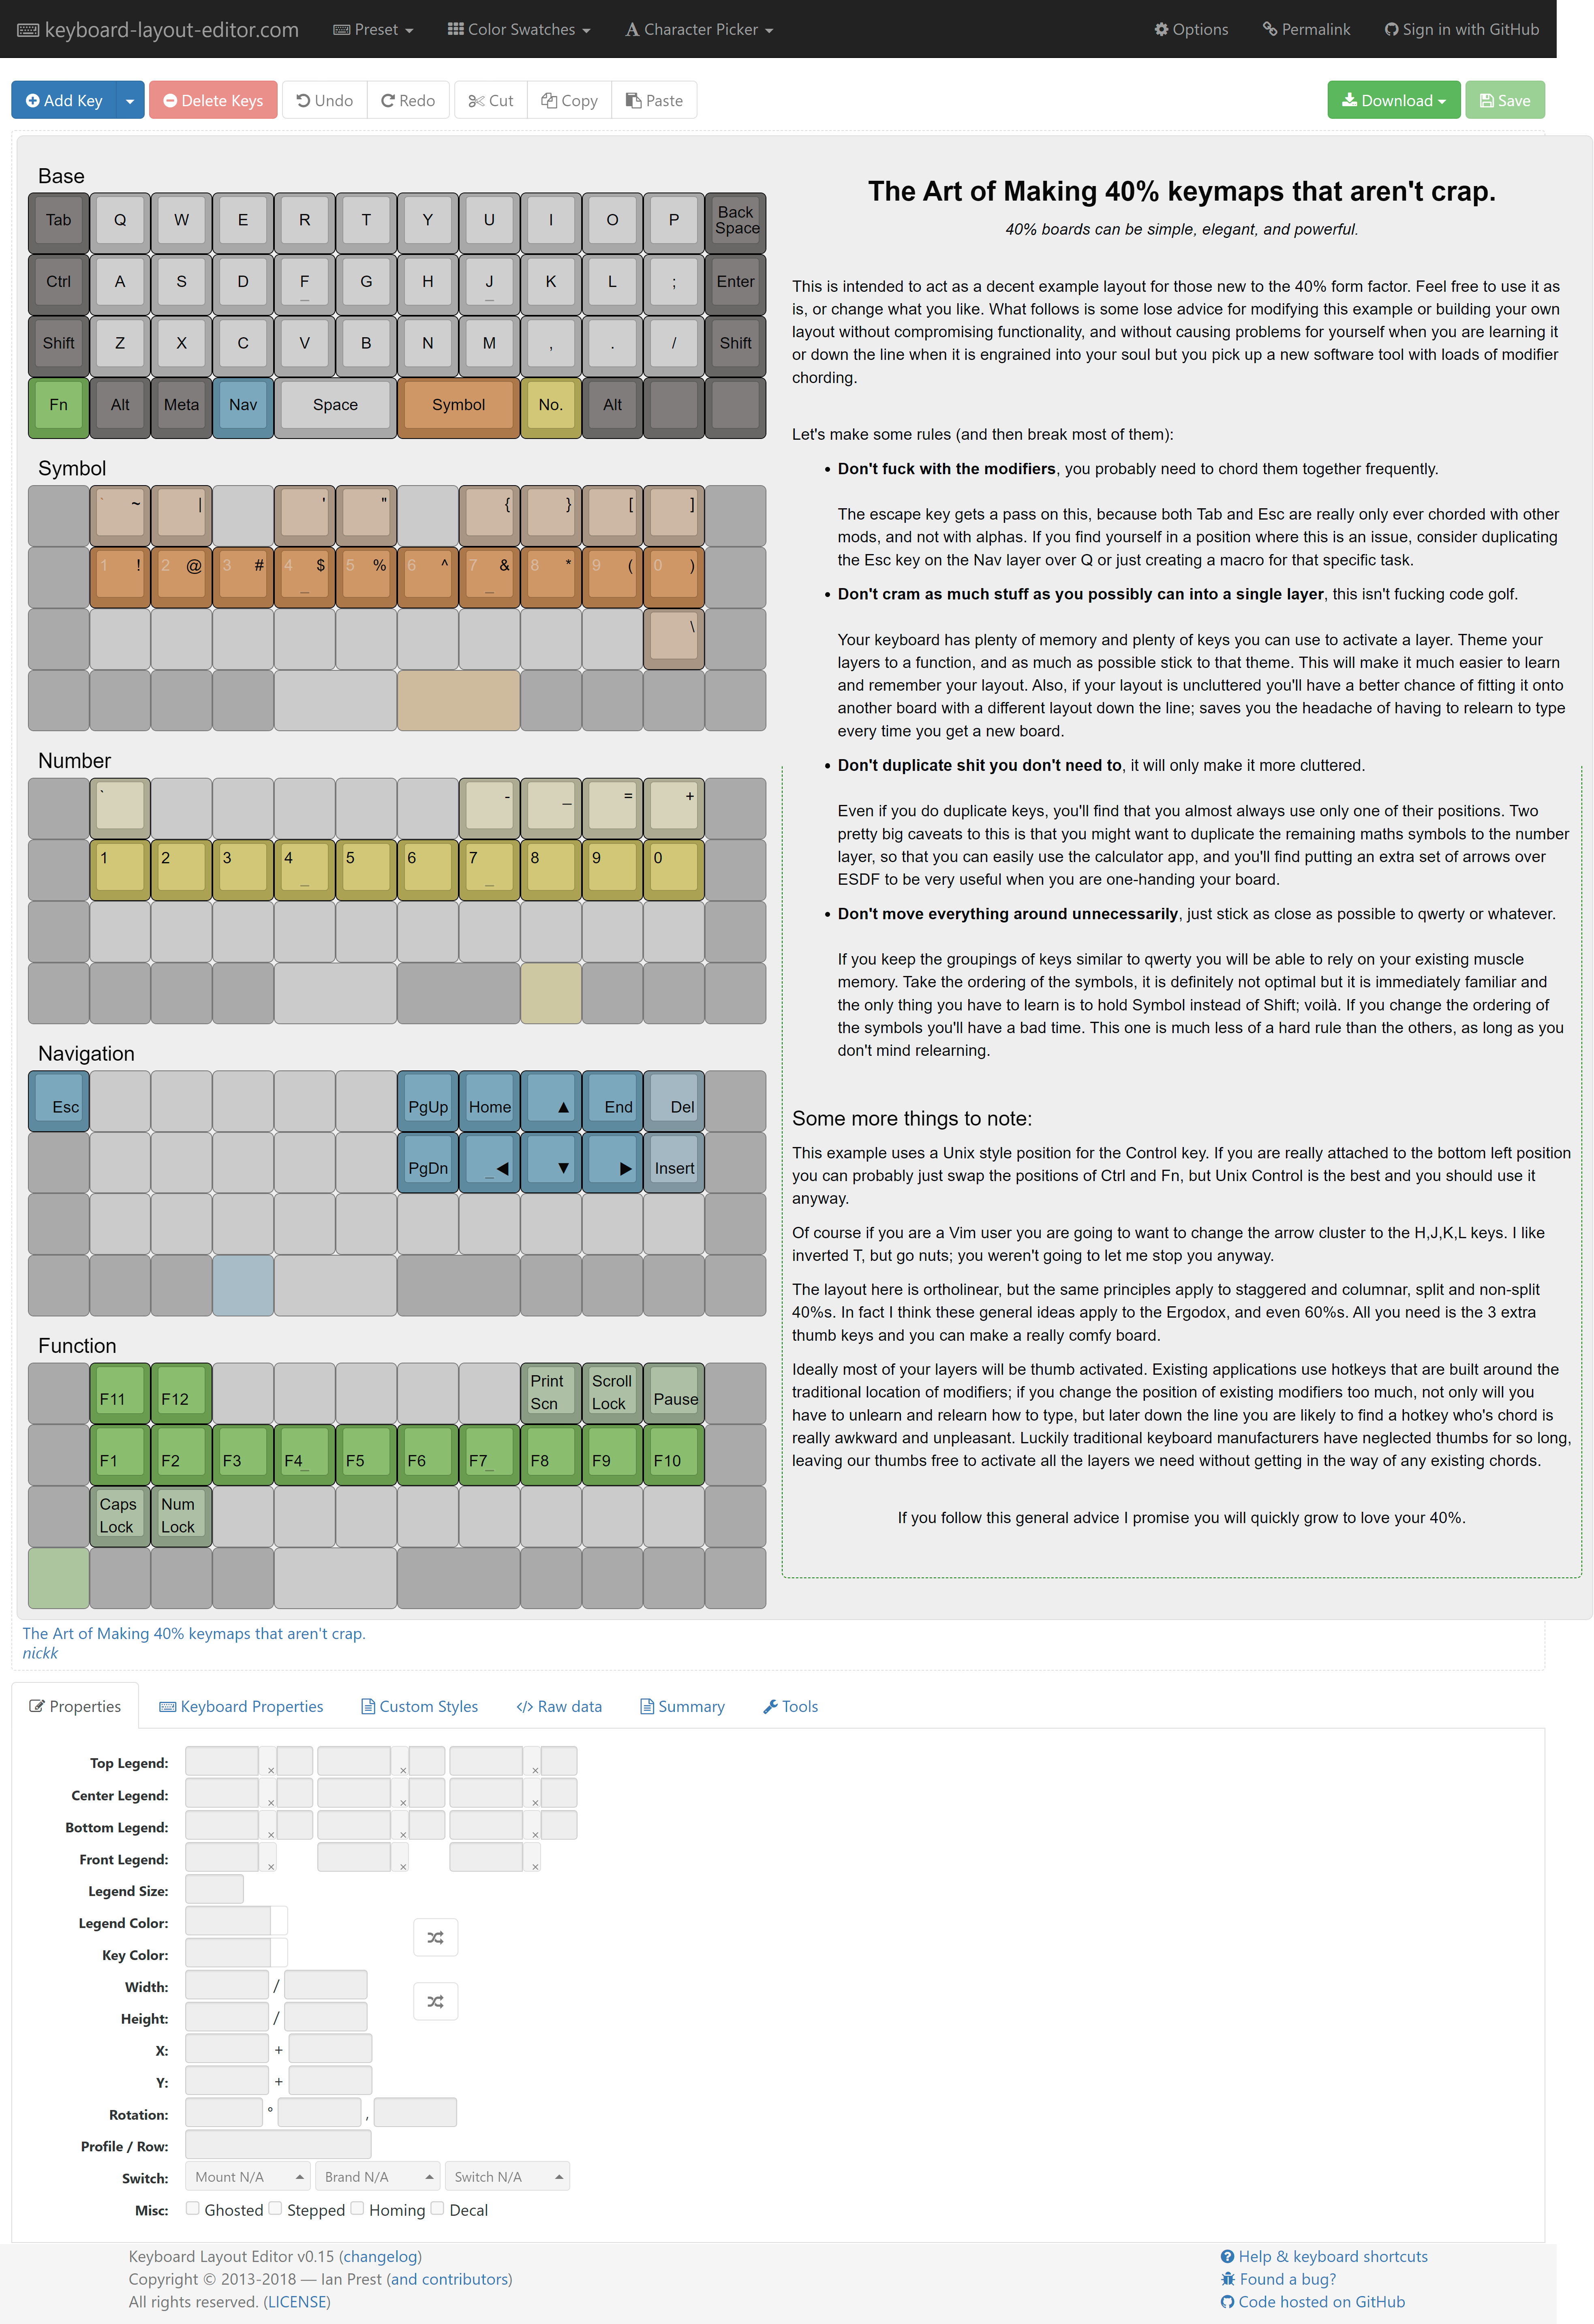 keyboard-layout-editor.com Preset Color Swatches Character Picker Options Permalink Sign in with GitHub
Add Key Delete Keys Undo Redo Cut Copy Paste Download Save
Base
Tab Q W E R T Y U I O P Back Space
Ctrl A S D F _ G H J _ K L ; Enter
Shift Z X C V B N M , . / Shift
Fn Alt Meta Nav Space Symbol No. Alt
Symbol
` ~ | ' " { } [ ]
1 ! 2 @ 3 # 4 $ _ 5 % 6 ^ 7 & _ 8 * 9 ( 0 )
\
Number
` - _ = +
1 2 3 4 _ 5 6 7 _ 8 9 0
Navigation
Esc PgUp Home ▲ End Del
PgDn _ ◀ ▼ ▶ Insert
Function
F11 F12 Print Scn Scroll Lock Pause
F1 F2 F3 F4 _ F5 F6 F7 _ F8 F9 F10
Caps Lock Num Lock
The Art of Making 40% keymaps that aren't crap.
40% boards can be simple, elegant, and powerful.
This is intended to act as a decent example layout for those new to the 40% form factor. Feel free to use it as
is, or change what you like. What follows is some lose advice for modifying this example or building your own
layout without compromising functionality, and without causing problems for yourself when you are learning it
or down the line when it is engrained into your soul but you pick up a new software tool with loads of modifier
chording.
Let's make some rules (and then break most of them):
• Don't fuck with the modifiers, you probably need to chord them together frequently.
The escape key gets a pass on this, because both Tab and Esc are really only ever chorded with other
mods, and not with alphas. If you find yourself in a position where this is an issue, consider duplicating
the Esc key on the Nav layer over Q or just creating a macro for that specific task.
• Don't cram as much stuff as you possibly can into a single layer, this isn't fucking code golf.
Your keyboard has plenty of memory and plenty of keys you can use to activate a layer. Theme your
layers to a function, and as much as possible stick to that theme. This will make it much easier to learn
and remember your layout. Also, if your layout is uncluttered you'll have a better chance of fitting it onto
another board with a different layout down the line; saves you the headache of having to relearn to type
every time you get a new board.
• Don't duplicate shit you don't need to, it will only make it more cluttered.
Even if you do duplicate keys, you'll find that you almost always use only one of their positions. Two
pretty big caveats to this is that you might want to duplicate the remaining maths symbols to the number
layer, so that you can easily use the calculator app, and you'll find putting an extra set of arrows over
ESDF to be very useful when you are one-handing your board.
• Don't move everything around unnecessarily, just stick as close as possible to qwerty or whatever.
If you keep the groupings of keys similar to qwerty you will be able to rely on your existing muscle
memory. Take the ordering of the symbols, it is definitely not optimal but it is immediately familiar and
the only thing you have to learn is to hold Symbol instead of Shift; voilà. If you change the ordering of
the symbols you'll have a bad time. This one is much less of a hard rule than the others, as long as you
don't mind relearning.
Some more things to note:
This example uses a Unix style position for the Control key. If you are really attached to the bottom left position
you can probably just swap the positions of Ctrl and Fn, but Unix Control is the best and you should use it
anyway.
Of course if you are a Vim user you are going to want to change the arrow cluster to the H,J,K,L keys. I like
inverted T, but go nuts; you weren't going to let me stop you anyway.
The layout here is ortholinear, but the same principles apply to staggered and columnar, split and non-split
40%s. In fact I think these general ideas apply to the Ergodox, and even 60%s. All you need is the 3 extra
thumb keys and you can make a really comfy board.
Ideally most of your layers will be thumb activated. Existing applications use hotkeys that are built around the
traditional location of modifiers; if you change the position of existing modifiers too much, not only will you
have to unlearn and relearn how to type, but later down the line you are likely to find a hotkey who's chord is
really awkward and unpleasant. Luckily traditional keyboard manufacturers have neglected thumbs for so long,
leaving our thumbs free to activate all the layers we need without getting in the way of any existing chords.
If you follow this general advice I promise you will quickly grow to love your 40%.
The Art of Making 40% keymaps that aren't crap.
nickk
Properties Keyboard Properties Custom Styles </> Raw data Summary Tools
Top Legend: × × ×
Center Legend: × × ×
Bottom Legend: × × ×
Front Legend: × × ×
Legend Size:
Legend Color:
Key Color:
Width: /
Height: /
X: +
Y: +
Rotation: ° ,
Profile / Row:
Switch: Mount N/A Brand N/A Switch N/A
Misc: Ghosted Stepped Homing Decal
Keyboard Layout Editor v0.15 (changelog)
Copyright © 2013-2018 — Ian Prest (and contributors)
All rights reserved. (LICENSE)
Help & keyboard shortcuts
Found a bug?
Code hosted on GitHub